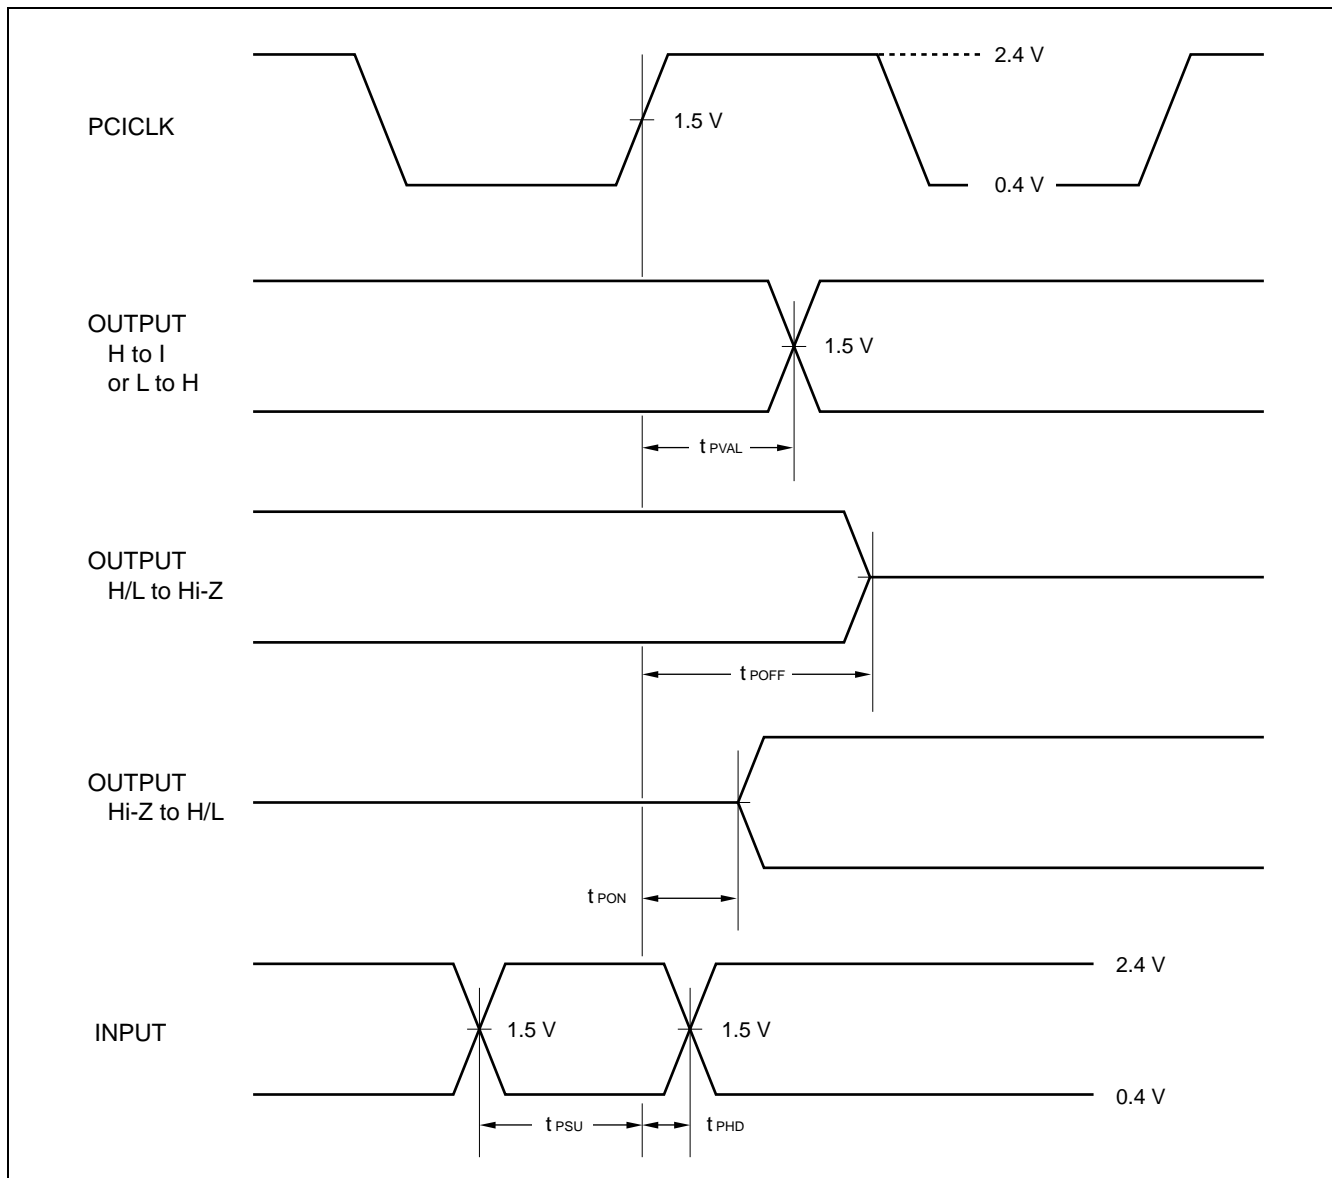 2.4 V
PCICLK
1.5 V
0.4 V
OUTPUT
H to I
or L to H
1.5 V
t PVAL
OUTPUT
H/L to Hi-Z
t POFF
OUTPUT
Hi-Z to H/L
t PON
2.4 V
INPUT
1.5 V
1.5 V
0.4 V
t PSU
t PHD